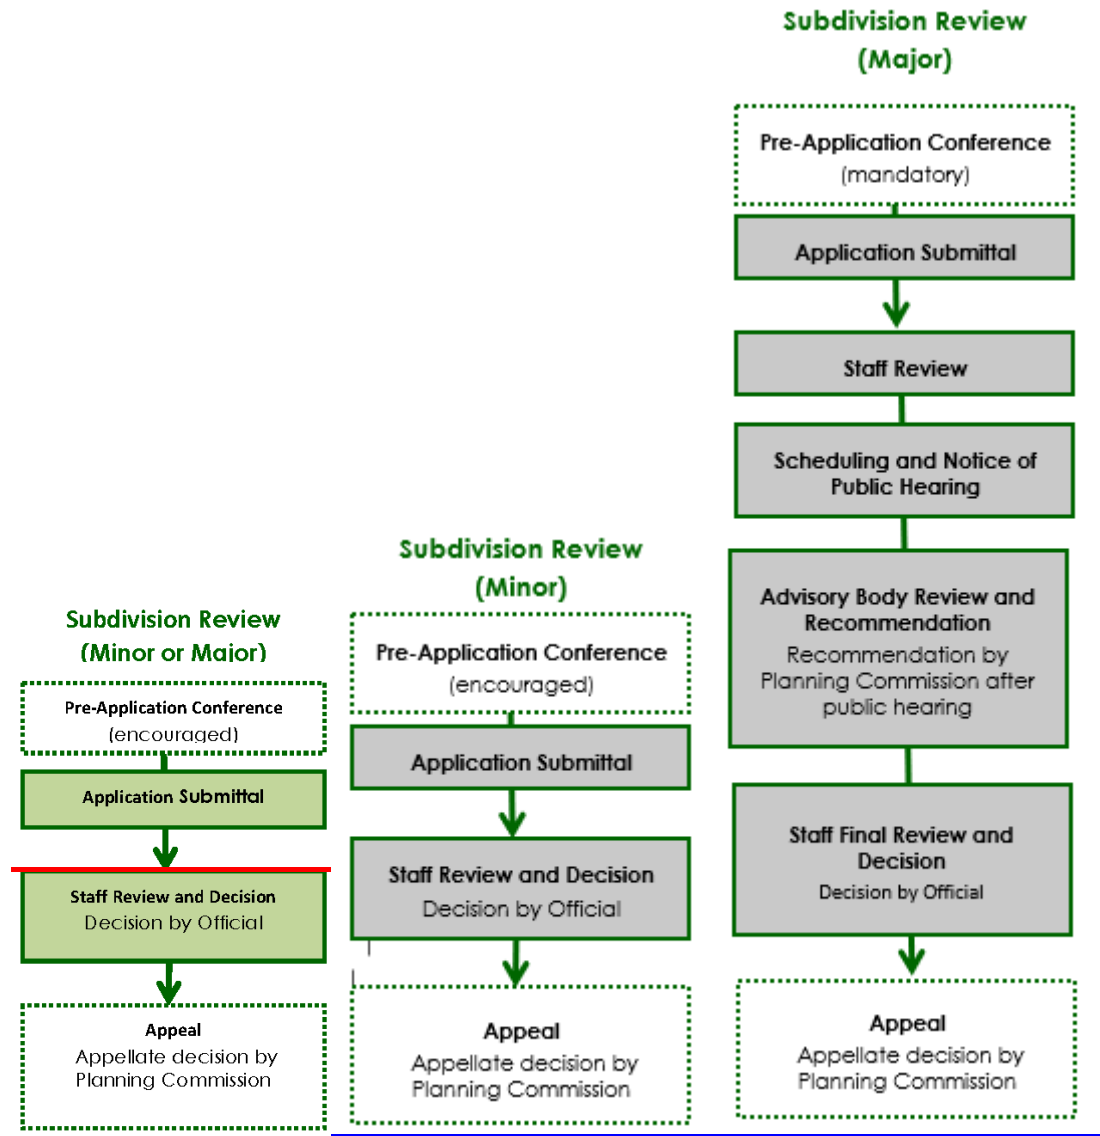 Subdivision Review
(Minor or Major)
Pre-Application Conference
(encouraged)
Application Submittal
Staff Review and Decision
Decision by Official
Appeal
Appellate decision by
Planning Commission
Subdivision Review
(Minor)
Pre-Application Conference
(encouraged)
Application Submittal
Staff Review and Decision
Decision by Official
Appeal
Appellate decision by
Planning Commission
Subdivision Review
(Major)
Pre-Application Conference
(mandatory)
Application Submittal
Staff Review
Scheduling and Notice of
Public Hearing
Advisory Body Review and
Recommendation
Recommendation by
Planning Commission after
public hearing
Staff Final Review and
Decision
Decision by Official
Appeal
Appellate decision by
Planning Commission